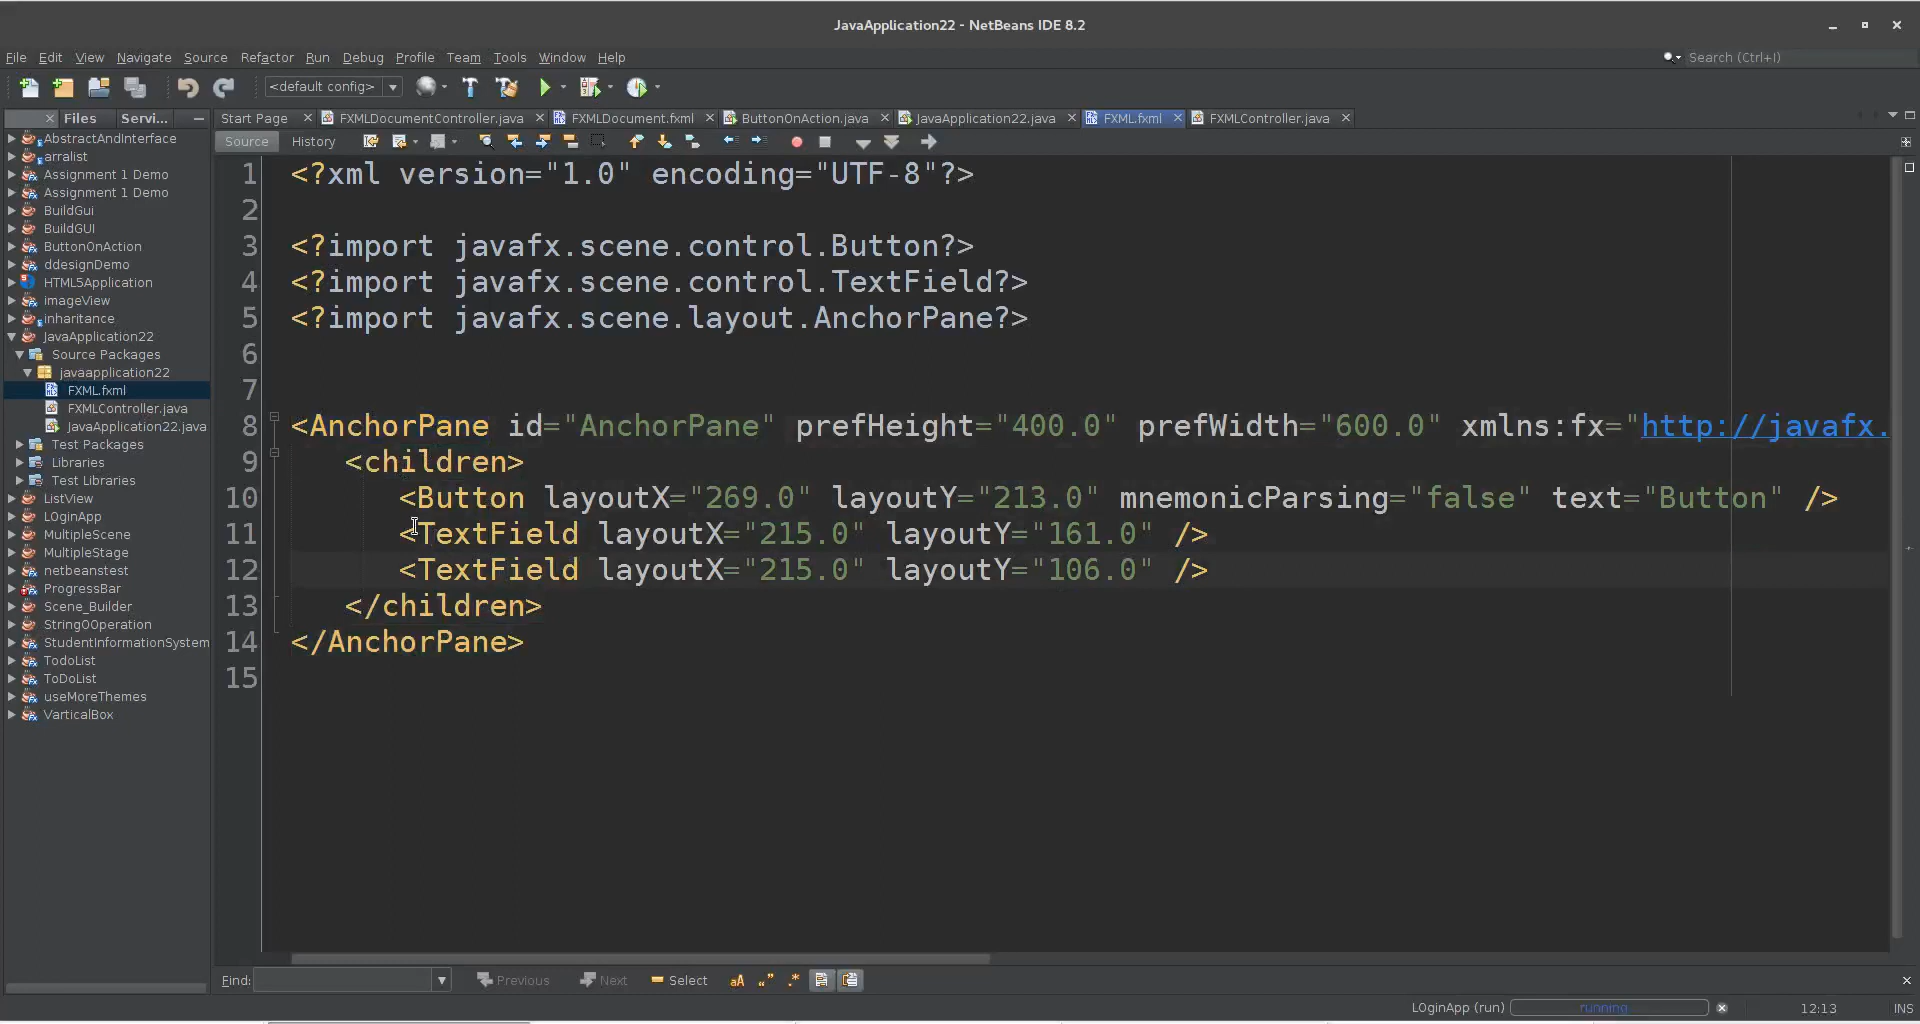 JavaApplication22 - NetBeans IDE 8.2
File Edit View Navigate Source Refactor Run Debug Profile Team Tools Window Help
Search (Ctrl+I)
<default config>
Files Servi...
Start Page FXMLDocumentController.java FXMLDocument.fxml ButtonOnAction.java JavaApplication22.java FXML.fxml FXMLController.java
Source History
AbstractAndInterface
arralist
Assignment 1 Demo
Assignment 1 Demo
BuildGui
BuildGUI
ButtonOnAction
ddesignDemo
HTML5Application
imageView
inheritance
JavaApplication22
Source Packages
javaapplication22
FXML.fxml
FXMLController.java
JavaApplication22.java
Test Packages
Libraries
Test Libraries
ListView
LOginApp
MultipleScene
MultipleStage
netbeanstest
ProgressBar
Scene_Builder
StringOOperation
StudentInformationSystem
TodoList
ToDoList
useMoreThemes
VarticalBox
1 <?xml version="1.0" encoding="UTF-8"?>
2
3 <?import javafx.scene.control.Button?>
4 <?import javafx.scene.control.TextField?>
5 <?import javafx.scene.layout.AnchorPane?>
6
7
8 <AnchorPane id="AnchorPane" prefHeight="400.0" prefWidth="600.0" xmlns:fx="http://javafx.
9 <children>
10 <Button layoutX="269.0" layoutY="213.0" mnemonicParsing="false" text="Button" />
11 <TextField layoutX="215.0" layoutY="161.0" />
12 <TextField layoutX="215.0" layoutY="106.0" />
13 </children>
14 </AnchorPane>
15
Find: Previous Next Select aA
LOginApp (run) running 12:13 INS